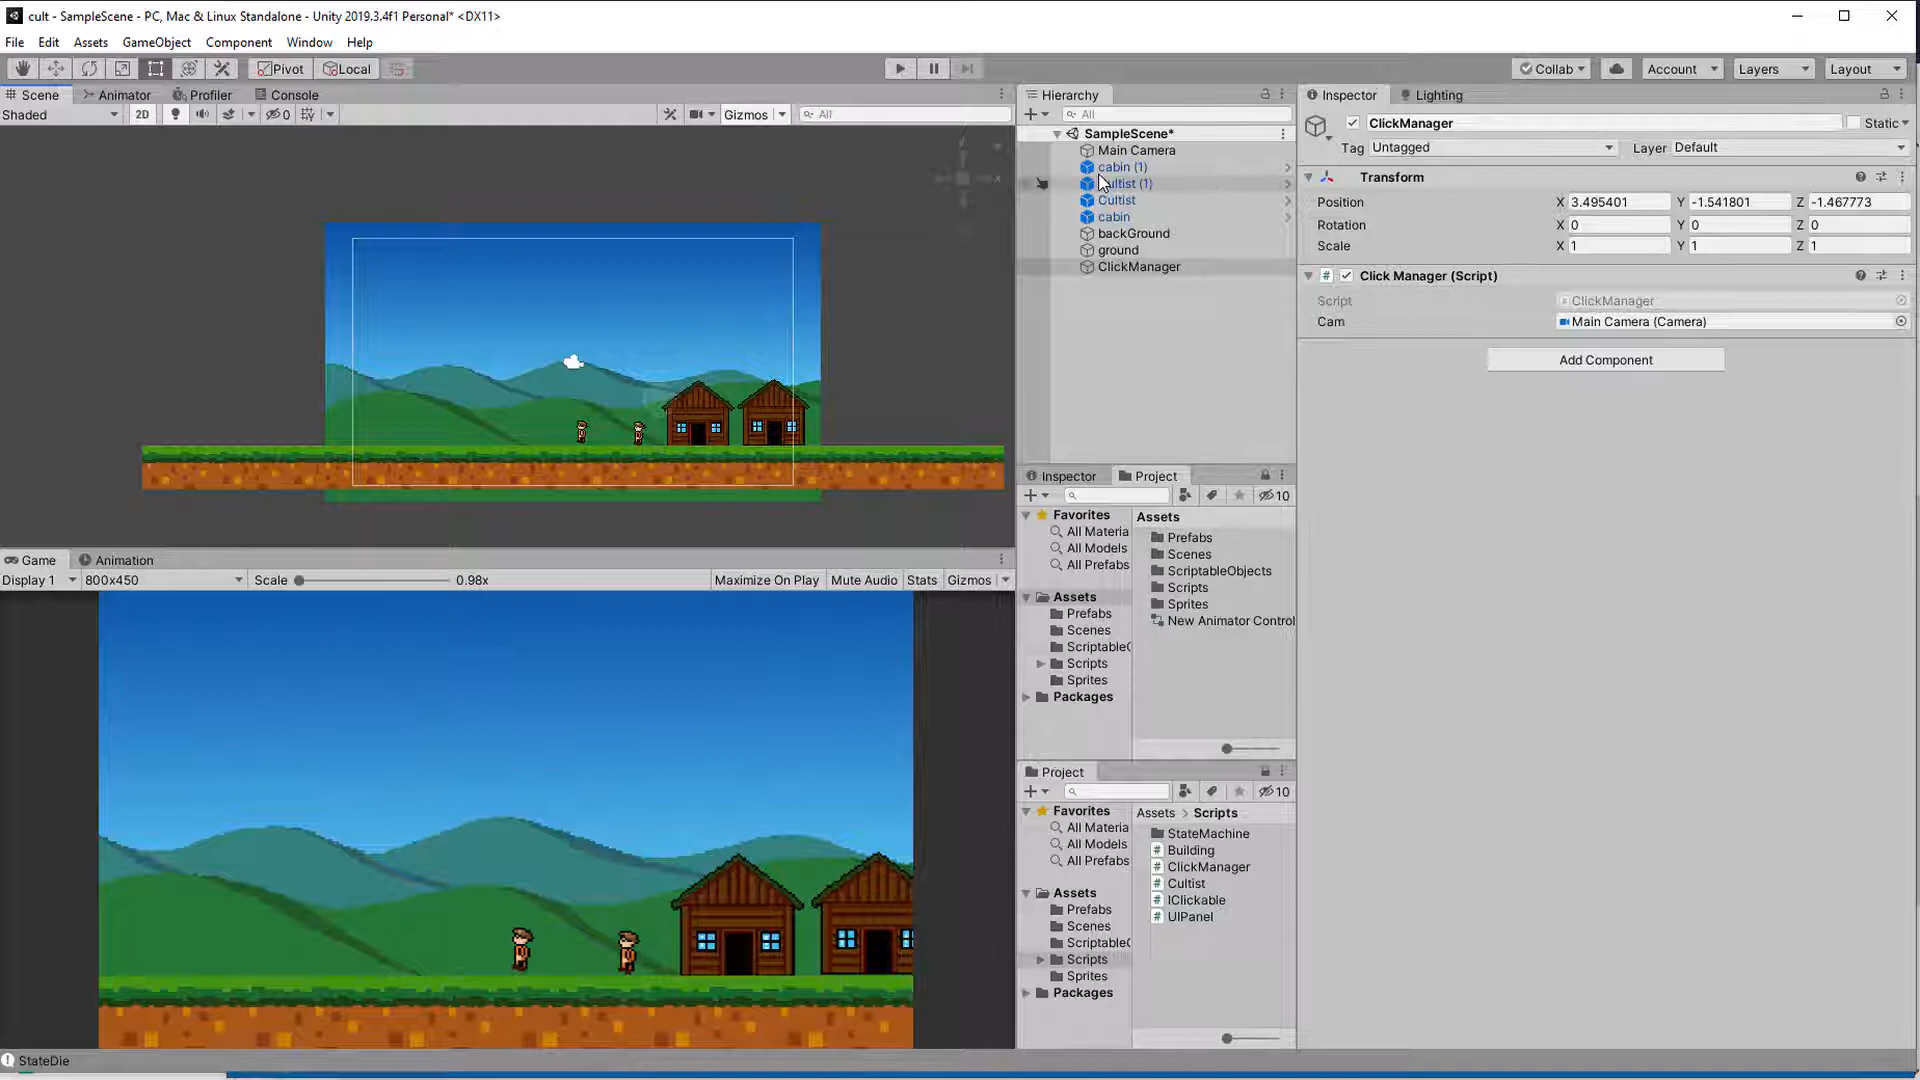 cult - SampleScene - PC, Mac & Linux Standalone - Unity 2019.3.4f1 Personal* <DX11>
File Edit Assets GameObject Component Window Help
Pivot Local Collab Account Layers Layout
Scene Animator Profiler Console
Shaded 2D 0 Gizmos All
Hierarchy
All
SampleScene*
Main Camera
cabin (1)
ultist (1)
Cultist
cabin
backGround
ground
ClickManager
Inspector Lighting
ClickManager Static
Tag Untagged Layer Default
Transform
Position X 3.495401 Y -1.541801 Z -1.467773
Rotation X 0 Y 0 Z 0
Scale X 1 Y 1 Z 1
Click Manager (Script)
Script ClickManager
Cam Main Camera (Camera)
Add Component
Inspector Project
10
Favorites
All Materia
All Models
All Prefabs
Assets
Prefabs
Scenes
Scriptable
Scripts
Sprites
Packages
Assets
Prefabs
Scenes
ScriptableObjects
Scripts
Sprites
New Animator Control
Game Animation
Display 1 800x450 Scale 0.98x Maximize On Play Mute Audio Stats Gizmos
Project
10
Favorites
All Materia
All Models
All Prefabs
Assets
Prefabs
Scenes
Scriptable
Scripts
Sprites
Packages
Assets > Scripts
StateMachine
Building
ClickManager
Cultist
IClickable
UIPanel
StateDie